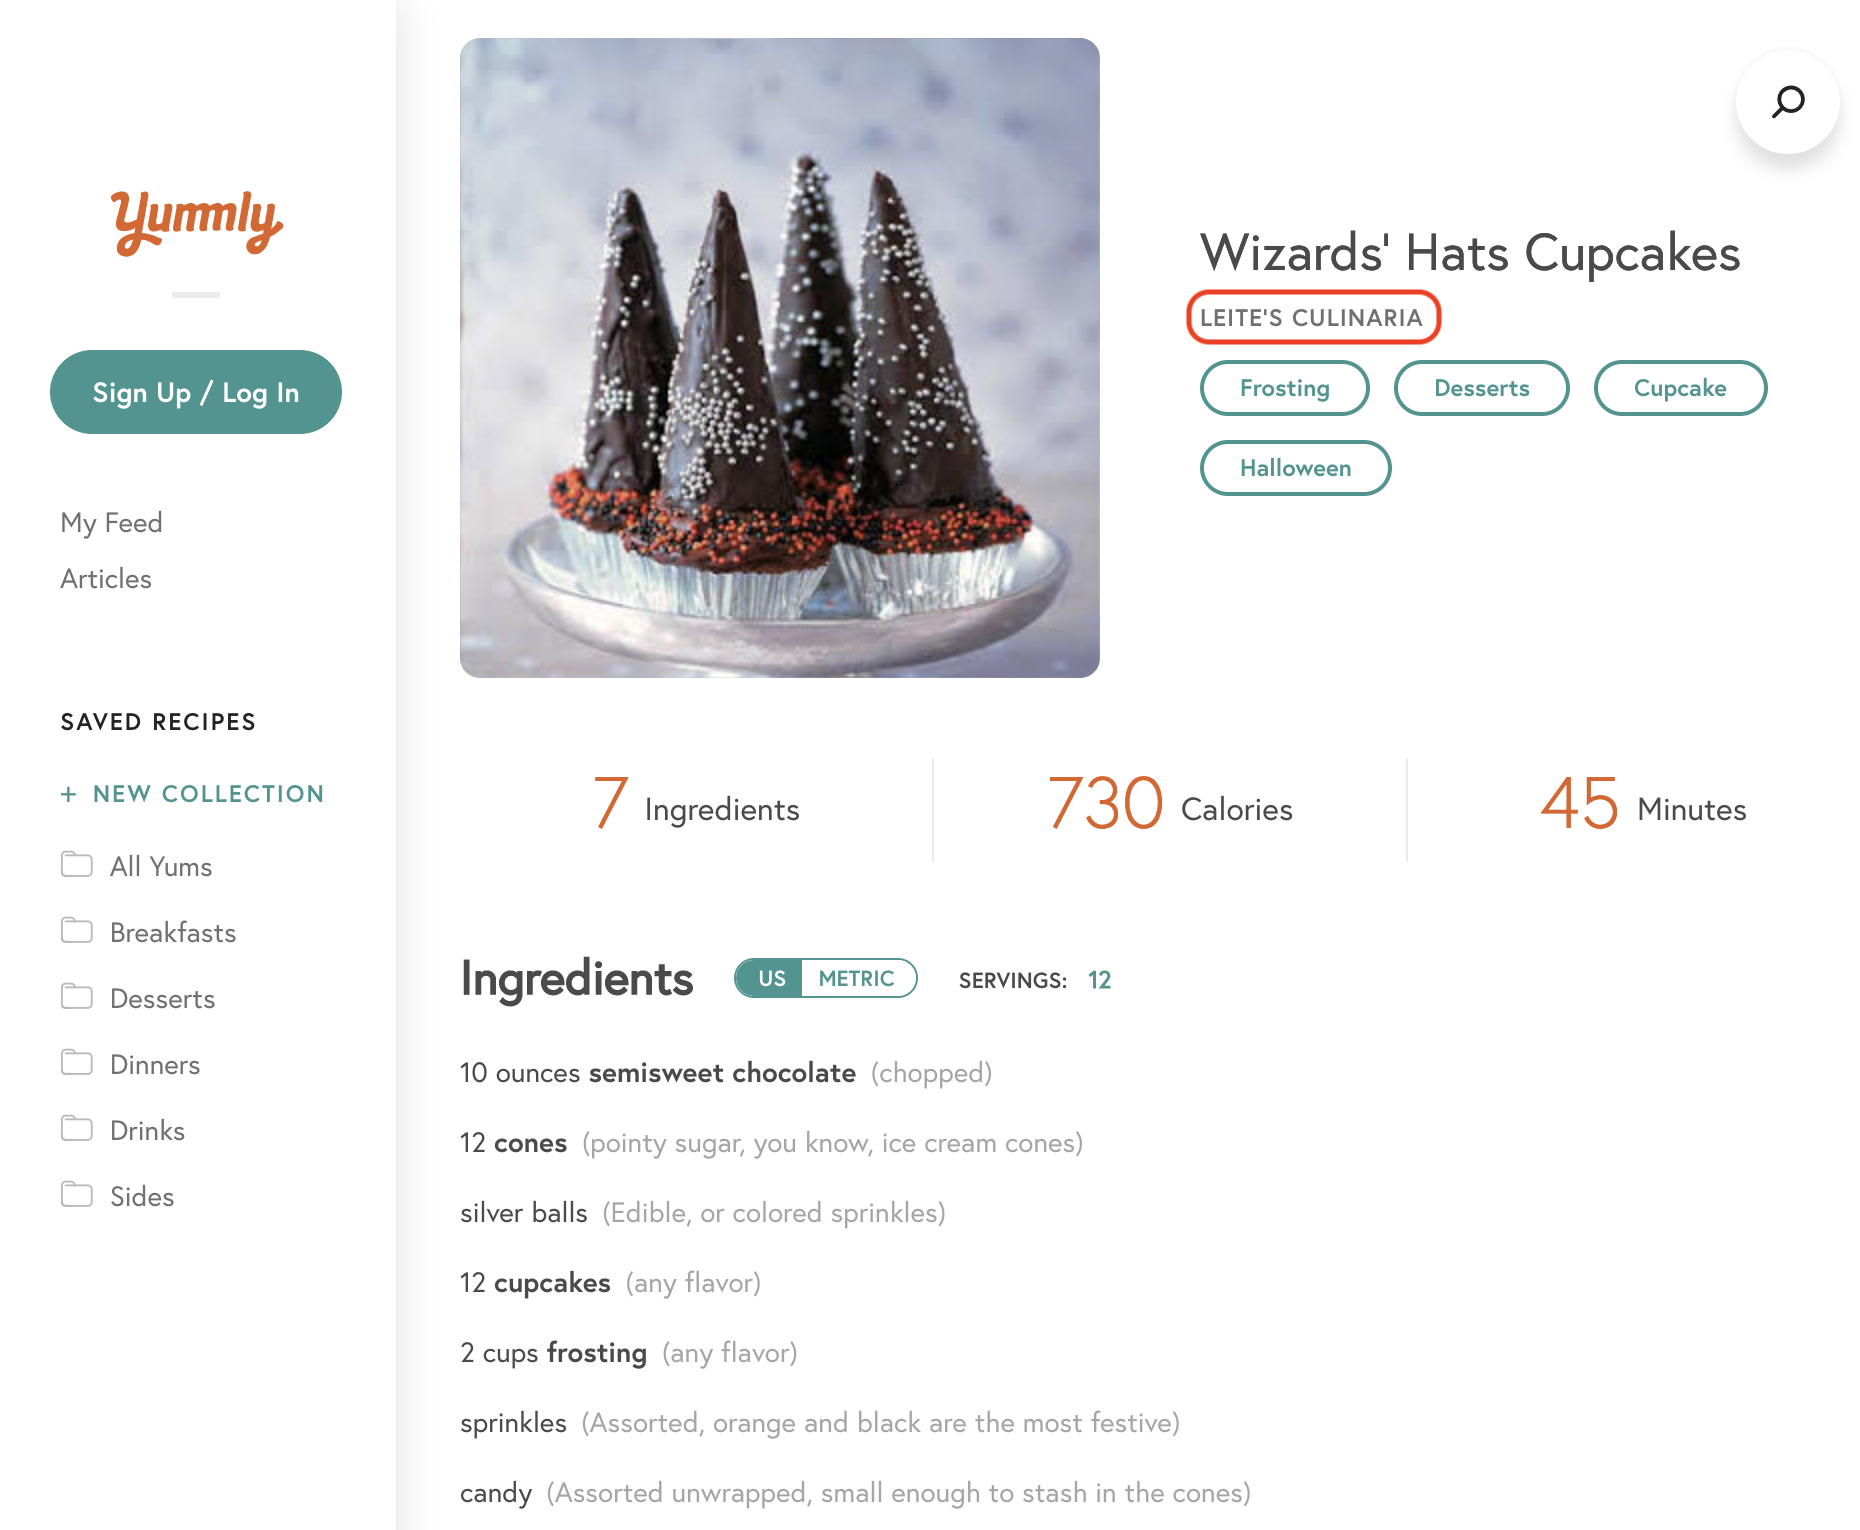 Yummly
Sign Up / Log In
My Feed
Articles
SAVED RECIPES
+ NEW COLLECTION
All Yums
Breakfasts
Desserts
Dinners
Drinks
Sides
Wizards' Hats Cupcakes
LEITE'S CULINARIA
Frosting Desserts Cupcake
Halloween
7 Ingredients 730 Calories 45 Minutes
Ingredients US METRIC SERVINGS: 12
10 ounces semisweet chocolate (chopped)
12 cones (pointy sugar, you know, ice cream cones)
silver balls (Edible, or colored sprinkles)
12 cupcakes (any flavor)
2 cups frosting (any flavor)
sprinkles (Assorted, orange and black are the most festive)
candy (Assorted unwrapped, small enough to stash in the cones)